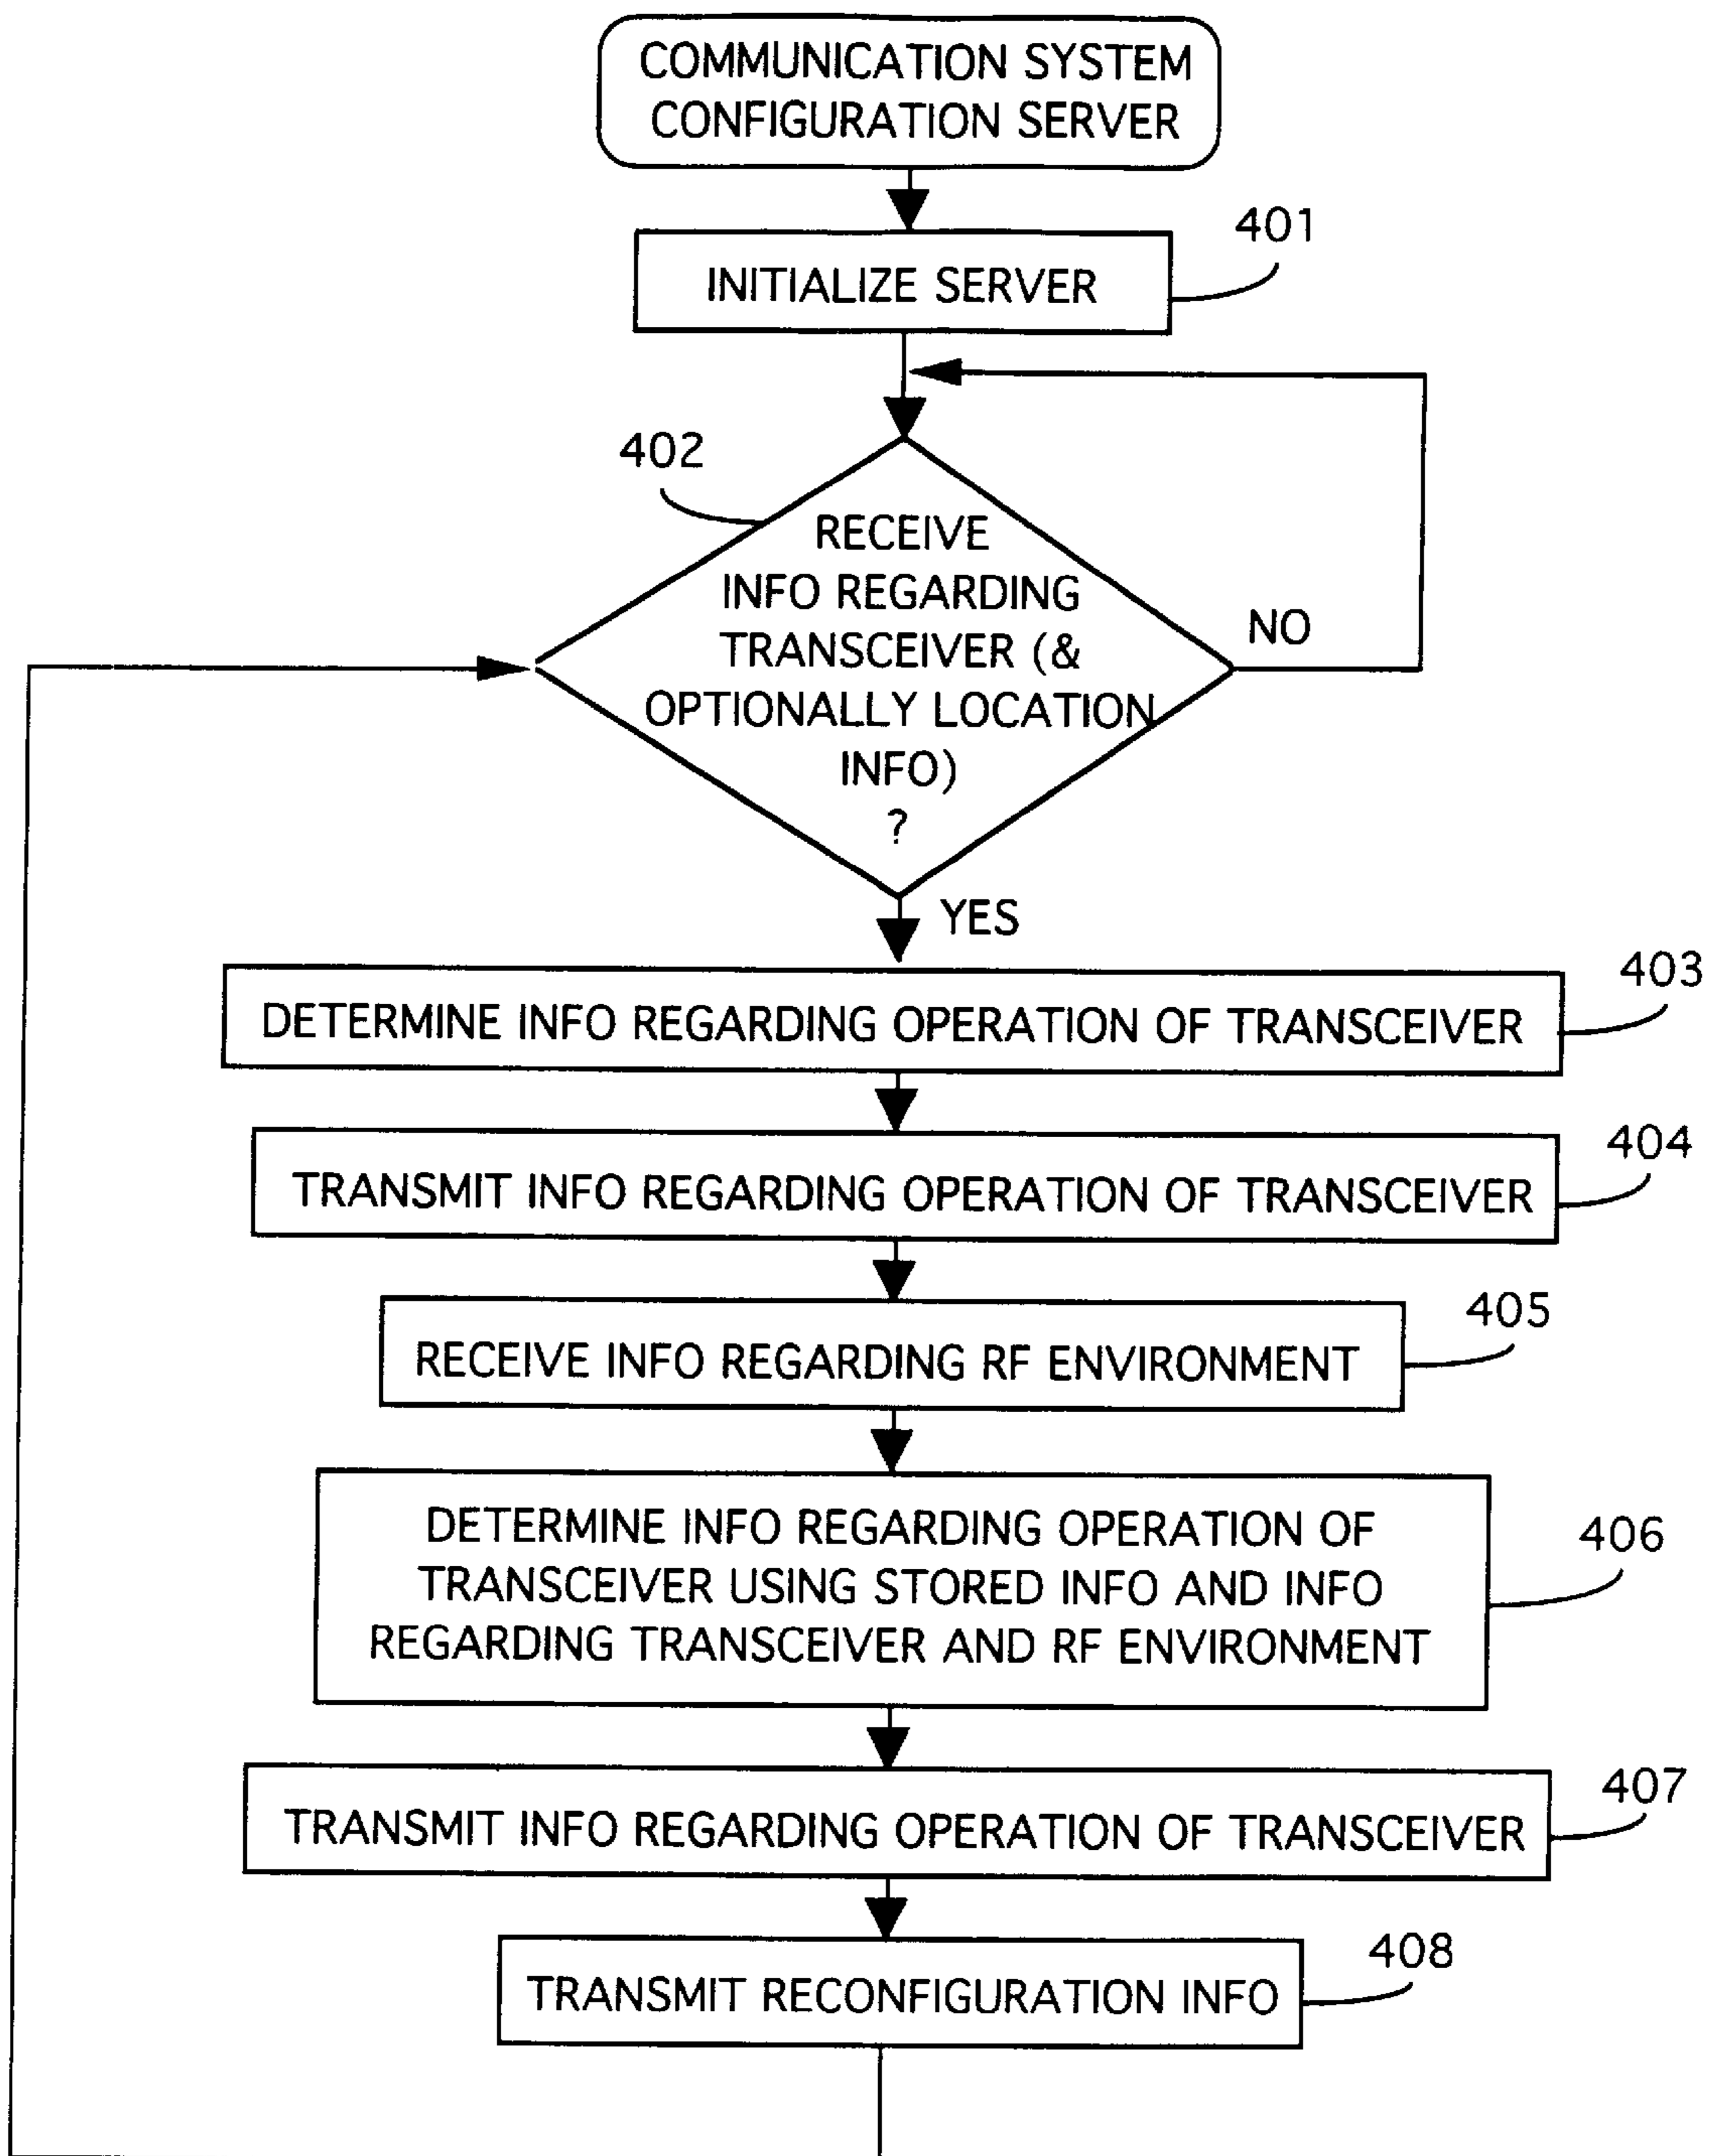 COMMUNICATION SYSTEM
CONFIGURATION SERVER
401
INITIALIZE SERVER
402
RECEIVE
INFO REGARDING
TRANSCEIVER (&
OPTIONALLY LOCATION
INFO)
?
NO
YES
403
DETERMINE INFO REGARDING OPERATION OF TRANSCEIVER
404
TRANSMIT INFO REGARDING OPERATION OF TRANSCEIVER
405
RECEIVE INFO REGARDING RF ENVIRONMENT
406
DETERMINE INFO REGARDING OPERATION OF
TRANSCEIVER USING STORED INFO AND INFO
REGARDING TRANSCEIVER AND RF ENVIRONMENT
407
TRANSMIT INFO REGARDING OPERATION OF TRANSCEIVER
408
TRANSMIT RECONFIGURATION INFO